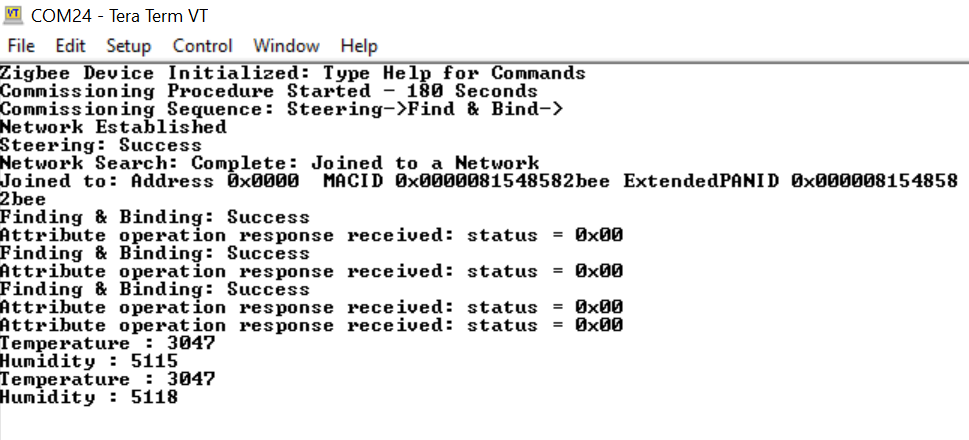 VT
COM24 - Tera Term VT
File Edit Setup Control Window Help
Zigbee Device Initialized: Type Help for Commands
Commissioning Procedure Started - 180 Seconds
Commissioning Sequence: Steering->Find & Bind->
Network Established
Steering: Success
Network Search: Complete: Joined to a Network
Joined to: Address 0x0000  MACID 0x0000081548582bee ExtendedPANID 0x000008154858
2bee
Finding & Binding: Success
Attribute operation response received: status = 0x00
Finding & Binding: Success
Attribute operation response received: status = 0x00
Finding & Binding: Success
Attribute operation response received: status = 0x00
Attribute operation response received: status = 0x00
Temperature : 3047
Humidity : 5115
Temperature : 3047
Humidity : 5118